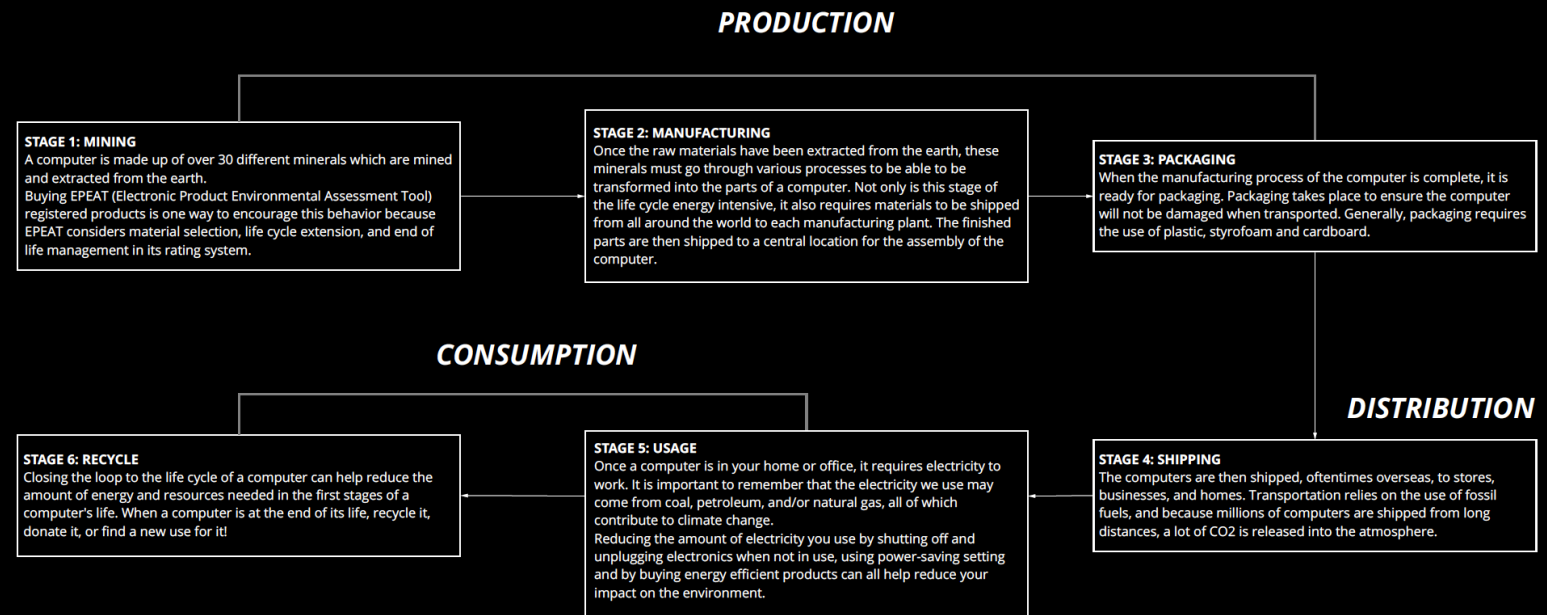 PRODUCTION
STAGE 1: MINING
A computer is made up of over 30 different minerals which are mined
and extracted from the earth.
Buying EPEAT (Electronic Product Environmental Assessment Tool)
registered products is one way to encourage this behavior because
EPEAT considers material selection, life cycle extension, and end of
life management in its rating system.
STAGE 2: MANUFACTURING
Once the raw materials have been extracted from the earth, these
minerals must go through various processes to be able to be
transformed into the parts of a computer. Not only is this stage of
the life cycle energy intensive, it also requires materials to be shipped
from all around the world to each manufacturing plant. The finished
parts are then shipped to a central location for the assembly of the
computer.
STAGE 3: PACKAGING
When the manufacturing process of the computer is complete, it is
ready for packaging. Packaging takes place to ensure the computer
will not be damaged when transported. Generally, packaging requires
the use of plastic, styrofoam and cardboard.
DISTRIBUTION
STAGE 4: SHIPPING
The computers are then shipped, oftentimes overseas, to stores,
businesses, and homes. Transportation relies on the use of fossil
fuels, and because millions of computers are shipped from long
distances, a lot of CO2 is released into the atmosphere.
CONSUMPTION
STAGE 5: USAGE
Once a computer is in your home or office, it requires electricity to
work. It is important to remember that the electricity we use may
come from coal, petroleum, and/or natural gas, all of which
contribute to climate change.
Reducing the amount of electricity you use by shutting off and
unplugging electronics when not in use, using power-saving setting
and by buying energy efficient products can all help reduce your
impact on the environment.
STAGE 6: RECYCLE
Closing the loop to the life cycle of a computer can help reduce the
amount of energy and resources needed in the first stages of a
computer's life. When a computer is at the end of its life, recycle it,
donate it, or find a new use for it!